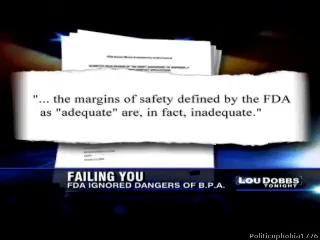 "... the margins of safety defined by the FDA
as "adequate" are, in fact, inadequate."
FAILING YOU
FDA IGNORED DANGERS OF B.P.A.
LOU DOBBS
TONIGHT
Politicophobia1776